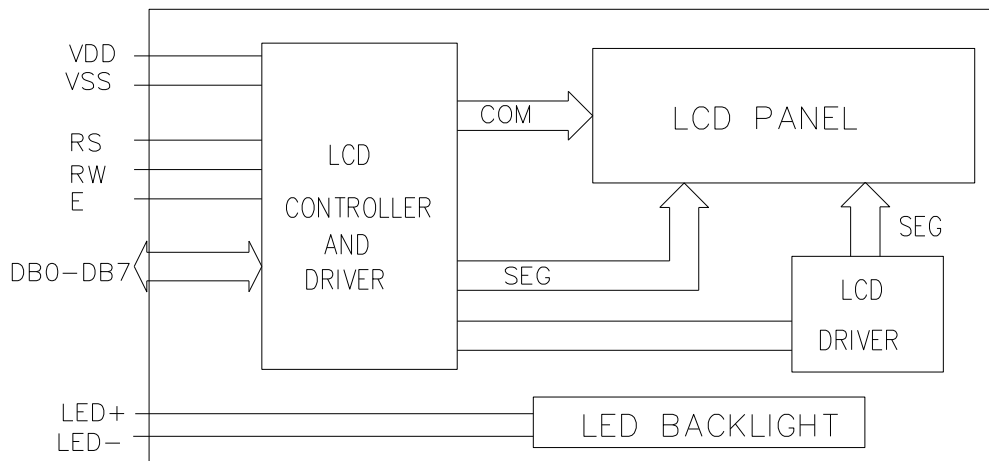 VDD
VSS
RS
RW
E
DB0-DB7
LED+
LED-
LCD
CONTROLLER
AND
DRIVER
COM
SEG
LCD PANEL
SEG
LCD
DRIVER
LED BACKLIGHT